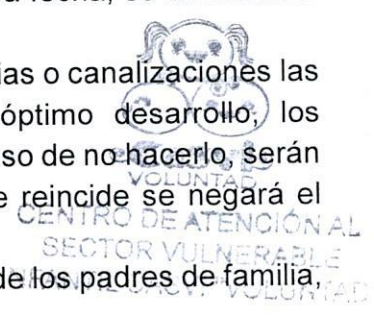 a fecha,
ias o canalizaciones las
óptimo desarrollo, los
so de no hacerlo, serán
VOLUNTAD
e reincide se negará el
CENTRO DE ATENCIÓN AL
SECTOR VULNERABLE
de los padres de familia,
"VOLUNTAD